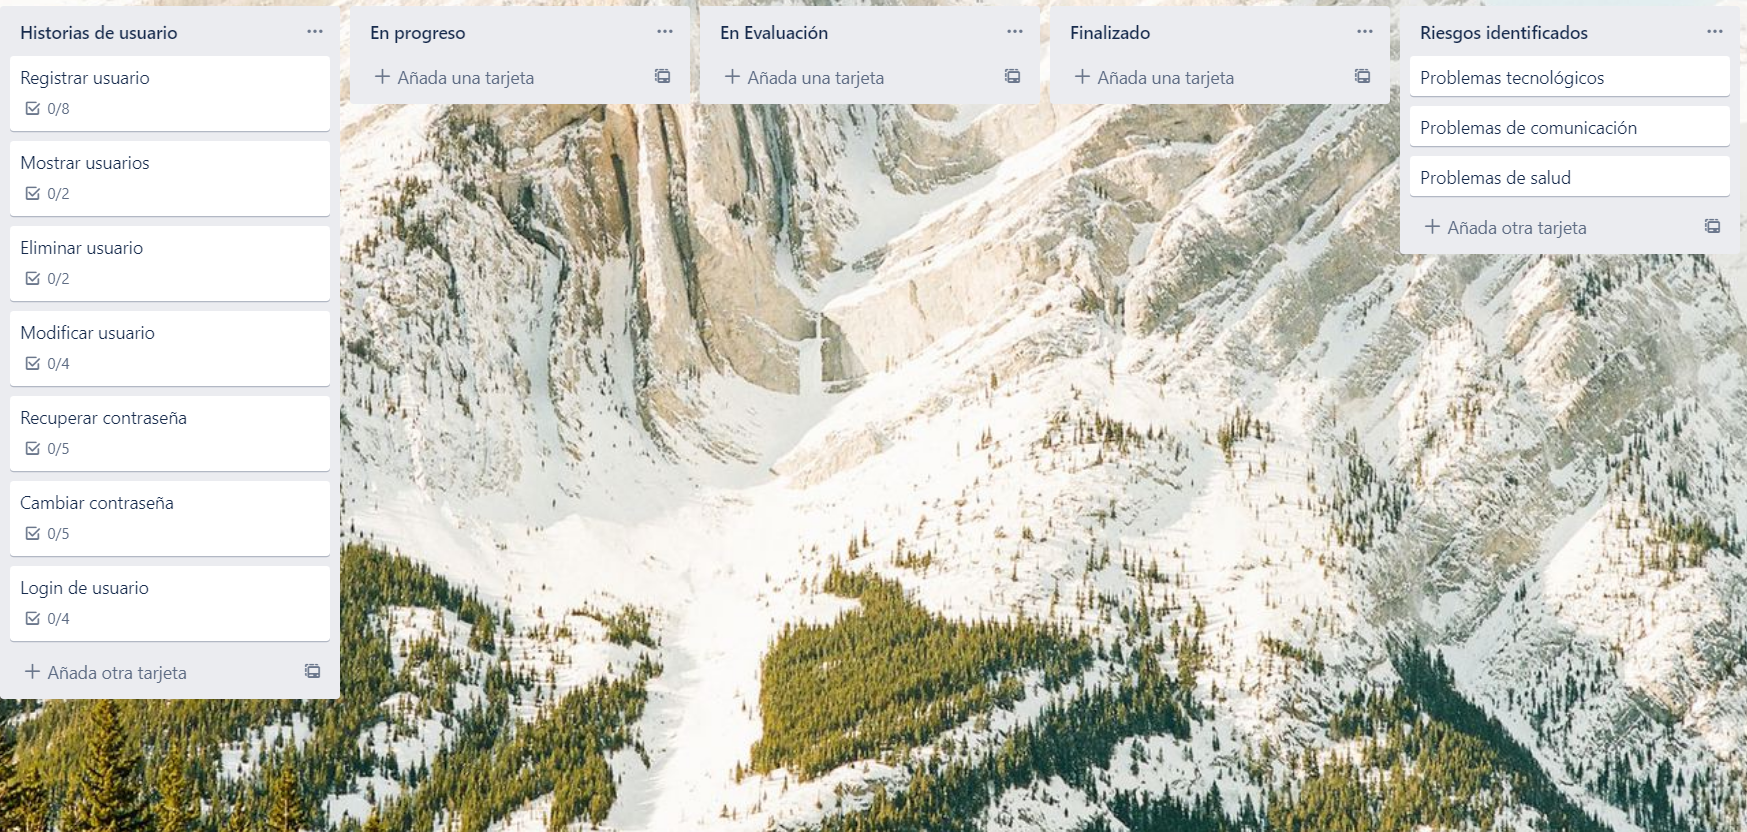 Historias de usuario
Registrar usuario
0/8
Mostrar usuarios
0/2
Eliminar usuario
0/2
Modificar usuario
0/4
Recuperar contraseña
0/5
Cambiar contraseña
0/5
Login de usuario
0/4
+ Añada otra tarjeta
En progreso
+ Añada una tarjeta
En Evaluación
+ Añada una tarjeta
Finalizado
+ Añada una tarjeta
Riesgos identificados
Problemas tecnológicos
Problemas de comunicación
Problemas de salud
+ Añada otra tarjeta